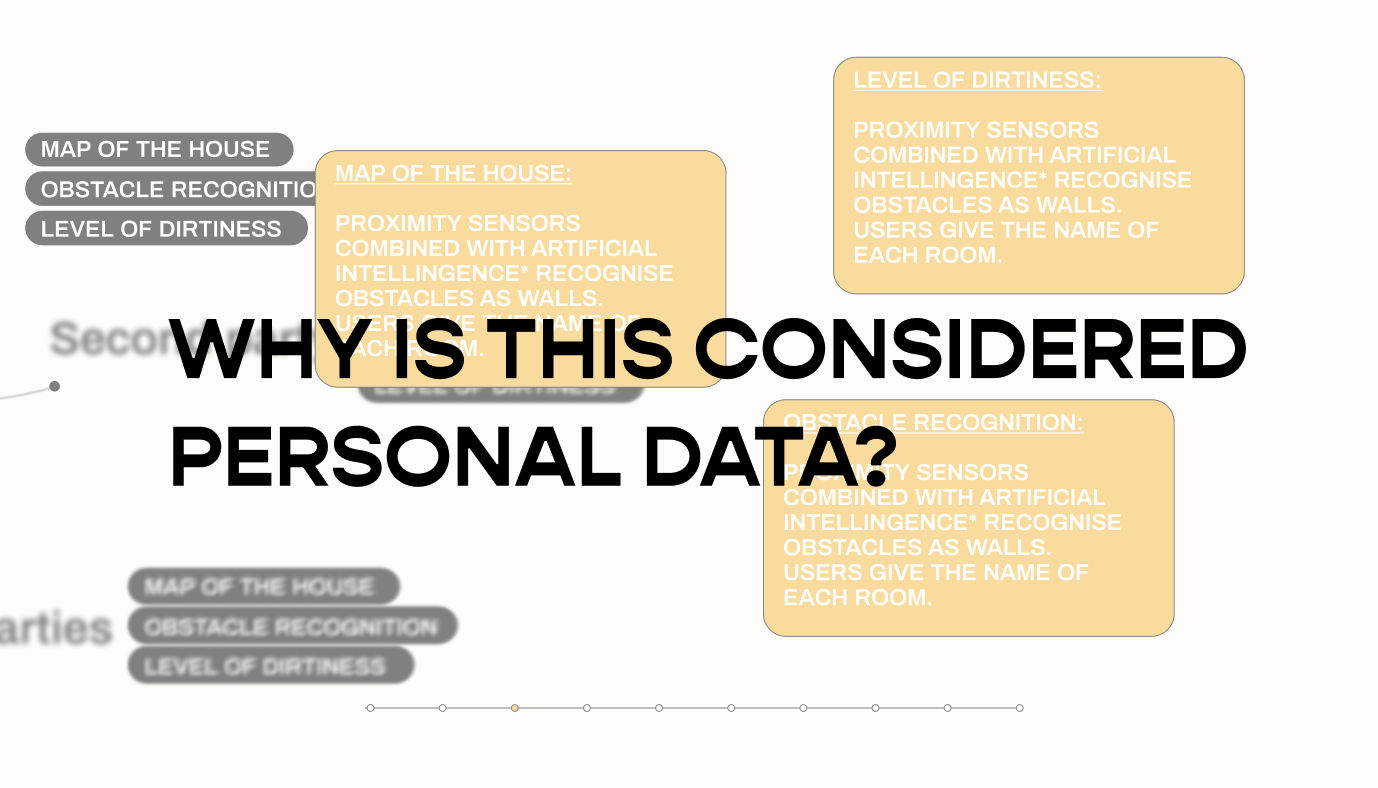 MAP OF THE HOUSE
OBSTACLE RECOGNITIO
LEVEL OF DIRTINESS
MAP OF THE HOUSE:
PROXIMITY SENSORS
COMBINED WITH ARTIFICIAL
INTELLINGENCE* RECOGNISE
OBSTACLES AS WALLS.
USERS GIVE THE NAME OF
EACH ROOM.
LEVEL OF DIRTINESS:
PROXIMITY SENSORS
COMBINED WITH ARTIFICIAL
INTELLINGENCE* RECOGNISE
OBSTACLES AS WALLS.
USERS GIVE THE NAME OF
EACH ROOM.
Second party
WHY IS THIS CONSIDERED
PERSONAL DATA?
LEVEL OF DIRTINESS
OBSTACLE RECOGNITION:
PROXIMITY SENSORS
COMBINED WITH ARTIFICIAL
INTELLINGENCE* RECOGNISE
OBSTACLES AS WALLS.
USERS GIVE THE NAME OF
EACH ROOM.
arties
MAP OF THE HOUSE
OBSTACLE RECOGNITION
LEVEL OF DIRTINESS